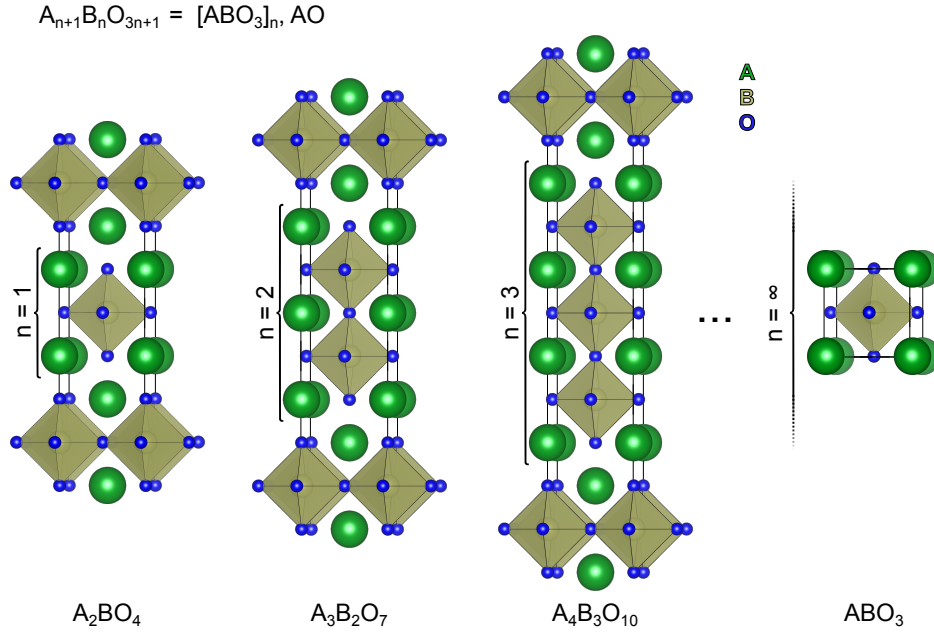 Aₙ₊₁BₙO₃ₙ₊₁ = [ABO₃]ₙ, AO
A
B
O
n = 1
n = 2
n = 3
...
n = ∞
A₂BO₄
A₃B₂O₇
A₄B₃O₁₀
ABO₃